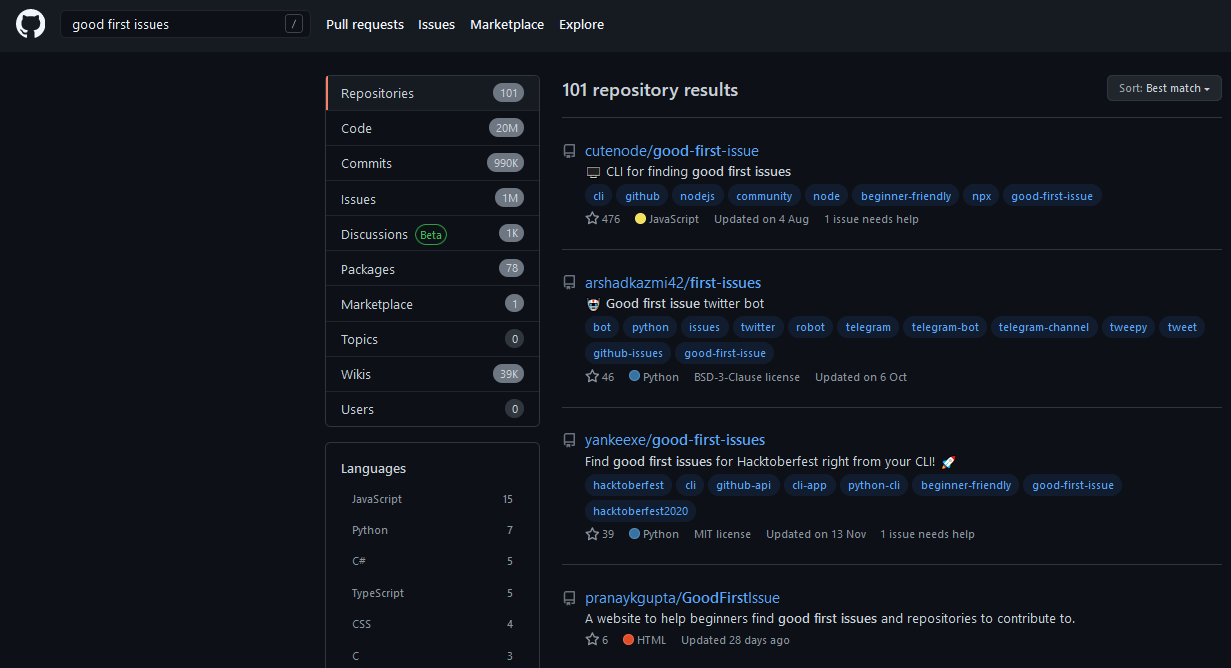 good first issues /
Pull requests Issues Marketplace Explore
Repositories 101
Code 20M
Commits 990K
Issues 1M
Discussions Beta 1K
Packages 78
Marketplace 1
Topics 0
Wikis 39K
Users 0
Languages
JavaScript 15
Python 7
C# 5
TypeScript 5
CSS 4
C 3
101 repository results
Sort: Best match
cutenode/good-first-issue
CLI for finding good first issues
cli github nodejs community node beginner-friendly npx good-first-issue
476 JavaScript Updated on 4 Aug 1 issue needs help
arshadkazmi42/first-issues
Good first issue twitter bot
bot python issues twitter robot telegram telegram-bot telegram-channel tweepy tweet
github-issues good-first-issue
46 Python BSD-3-Clause license Updated on 6 Oct
yankeexe/good-first-issues
Find good first issues for Hacktoberfest right from your CLI! 🚀
hacktoberfest cli github-api cli-app python-cli beginner-friendly good-first-issue
hacktoberfest2020
39 Python MIT license Updated on 13 Nov 1 issue needs help
pranaykgupta/GoodFirstIssue
A website to help beginners find good first issues and repositories to contribute to.
6 HTML Updated 28 days ago